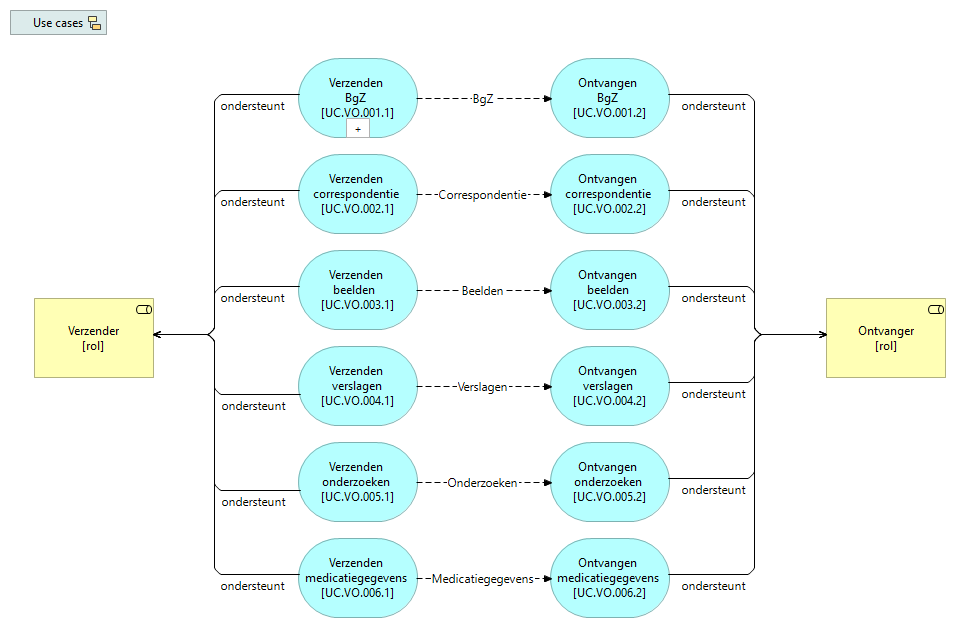 Use cases
Verzenden
BgZ
[UC.VO.001.1]
+
BgZ
Ontvangen
BgZ
[UC.VO.001.2]
ondersteunt
ondersteunt
Verzenden
correspondentie
[UC.VO.002.1]
Correspondentie
Ontvangen
correspondentie
[UC.VO.002.2]
ondersteunt
ondersteunt
Verzenden
beelden
[UC.VO.003.1]
Beelden
Ontvangen
beelden
[UC.VO.003.2]
ondersteunt
ondersteunt
Verzender
[rol]
Ontvanger
[rol]
Verzenden
verslagen
[UC.VO.004.1]
Verslagen
Ontvangen
verslagen
[UC.VO.004.2]
ondersteunt
ondersteunt
Verzenden
onderzoeken
[UC.VO.005.1]
Onderzoeken
Ontvangen
onderzoeken
[UC.VO.005.2]
ondersteunt
ondersteunt
Verzenden
medicatiegegevens
[UC.VO.006.1]
Medicatiegegevens
Ontvangen
medicatiegegevens
[UC.VO.006.2]
ondersteunt
ondersteunt